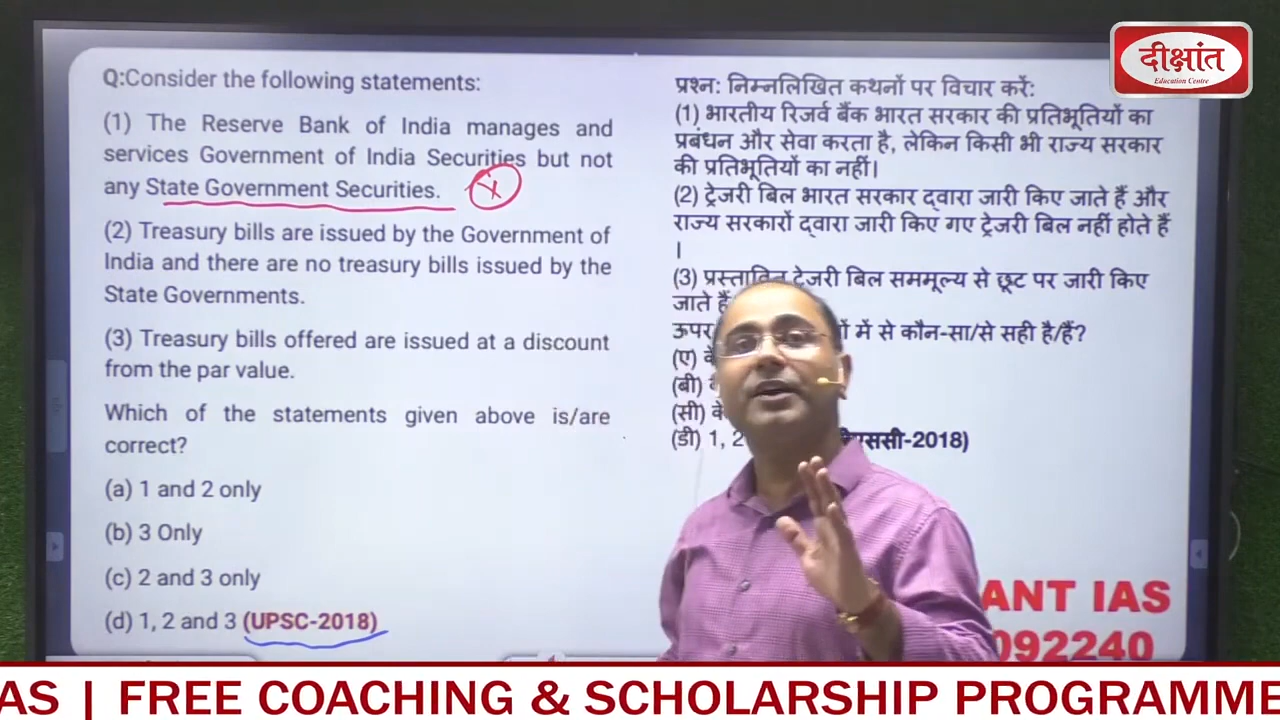 दीक्षांत
Education Centre
Q:Consider the following statements:
(1) The Reserve Bank of India manages and
services Government of India Securities but not
any State Government Securities.
(2) Treasury bills are issued by the Government of
India and there are no treasury bills issued by the
State Governments.
(3) Treasury bills offered are issued at a discount
from the par value.
Which of the statements given above is/are
correct?
(a) 1 and 2 only
(b) 3 Only
(c) 2 and 3 only
(d) 1, 2 and 3 (UPSC-2018)
प्रश्न: निम्नलिखित कथनों पर विचार करें:
(1) भारतीय रिजर्व बैंक भारत सरकार की प्रतिभूतियों का
प्रबंधन और सेवा करता है, लेकिन किसी भी राज्य सरकार
की प्रतिभूतियों का नहीं।
(2) ट्रेजरी बिल भारत सरकार द्वारा जारी किए जाते हैं और
राज्य सरकारों द्वारा जारी किए गए ट्रेजरी बिल नहीं होते हैं
।
(3) प्रस्तावित ट्रेजरी बिल सममूल्य से छूट पर जारी किए
जाते हैं
ऊपर में से कौन-सा/से सही है/हैं?
(ए)
(बी)
(सी)
(डी) 1, 2 2018)
ANT IAS
092240
AS | FREE COACHING & SCHOLARSHIP PROGRAMME